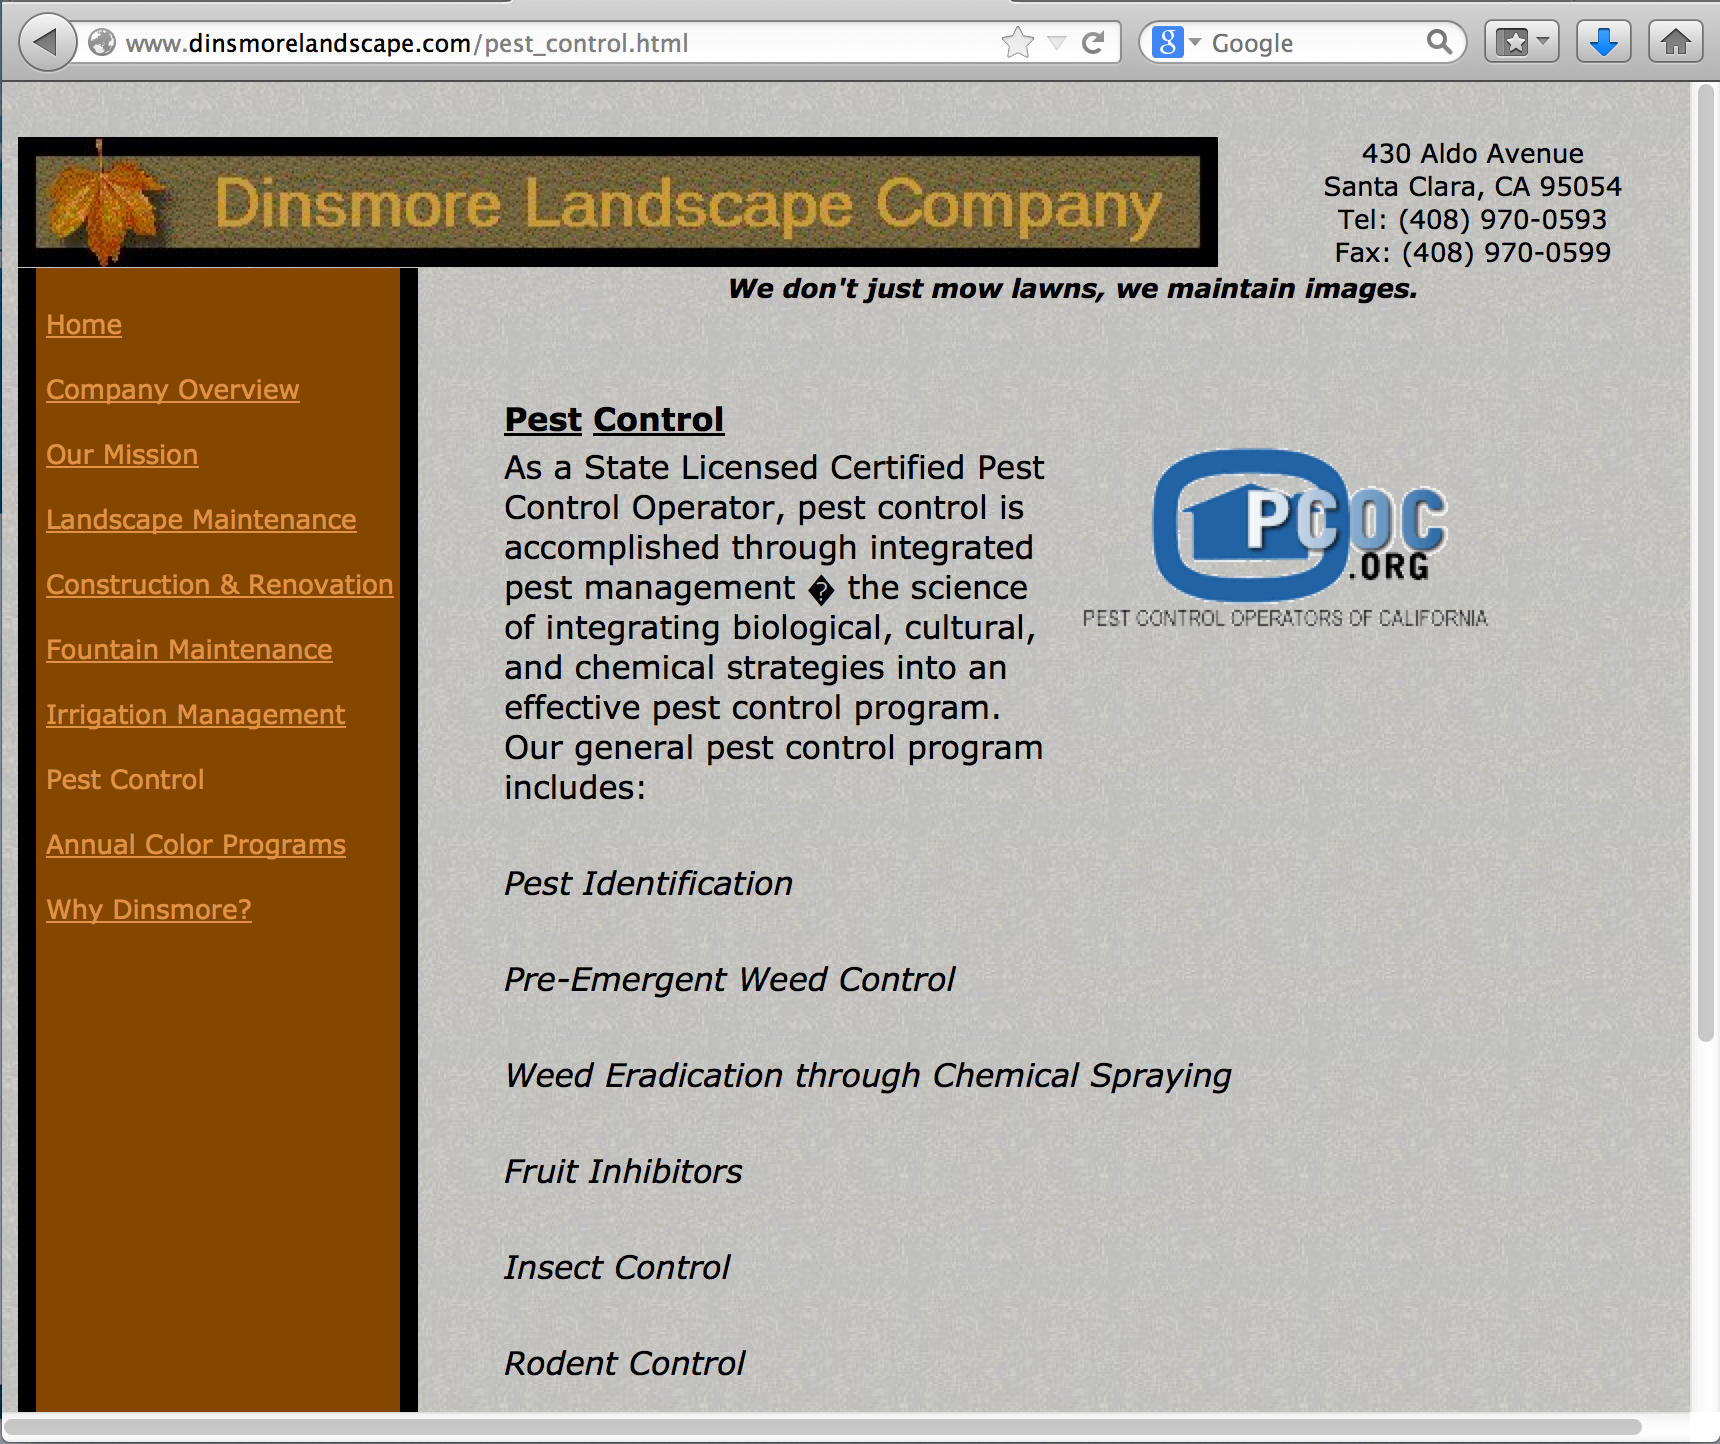 www.dinsmorelandscape.com/pest_control.html
Google
Dinsmore Landscape Company
430 Aldo Avenue
Santa Clara, CA 95054
Tel: (408) 970-0593
Fax: (408) 970-0599
We don't just mow lawns, we maintain images.
Home
Company Overview
Our Mission
Landscape Maintenance
Construction & Renovation
Fountain Maintenance
Irrigation Management
Pest Control
Annual Color Programs
Why Dinsmore?
Pest Control
As a State Licensed Certified Pest
Control Operator, pest control is
accomplished through integrated
pest management � the science
of integrating biological, cultural,
and chemical strategies into an
effective pest control program.
Our general pest control program
includes:
PCOC
.ORG
PEST CONTROL OPERATORS OF CALIFORNIA
Pest Identification
Pre-Emergent Weed Control
Weed Eradication through Chemical Spraying
Fruit Inhibitors
Insect Control
Rodent Control